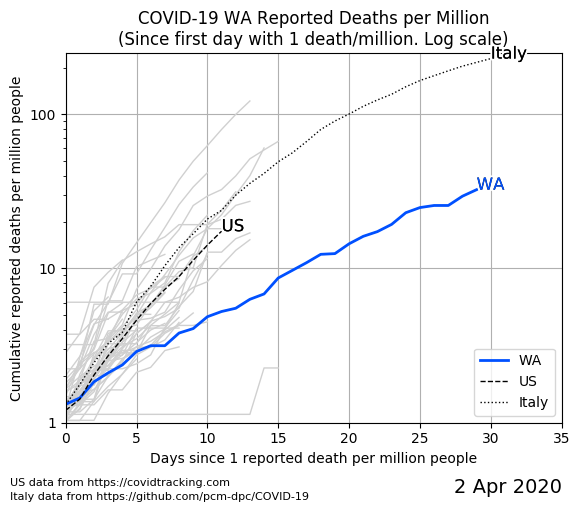 COVID-19 WA Reported Deaths per Million
(Since first day with 1 death/million. Log scale)
Cumulative reported deaths per million people
100
10
1
Italy
WA
US
WA
US
Italy
0 5 10 15 20 25 30 35
Days since 1 reported death per million people
US data from https://covidtracking.com
Italy data from https://github.com/pcm-dpc/COVID-19
2 Apr 2020